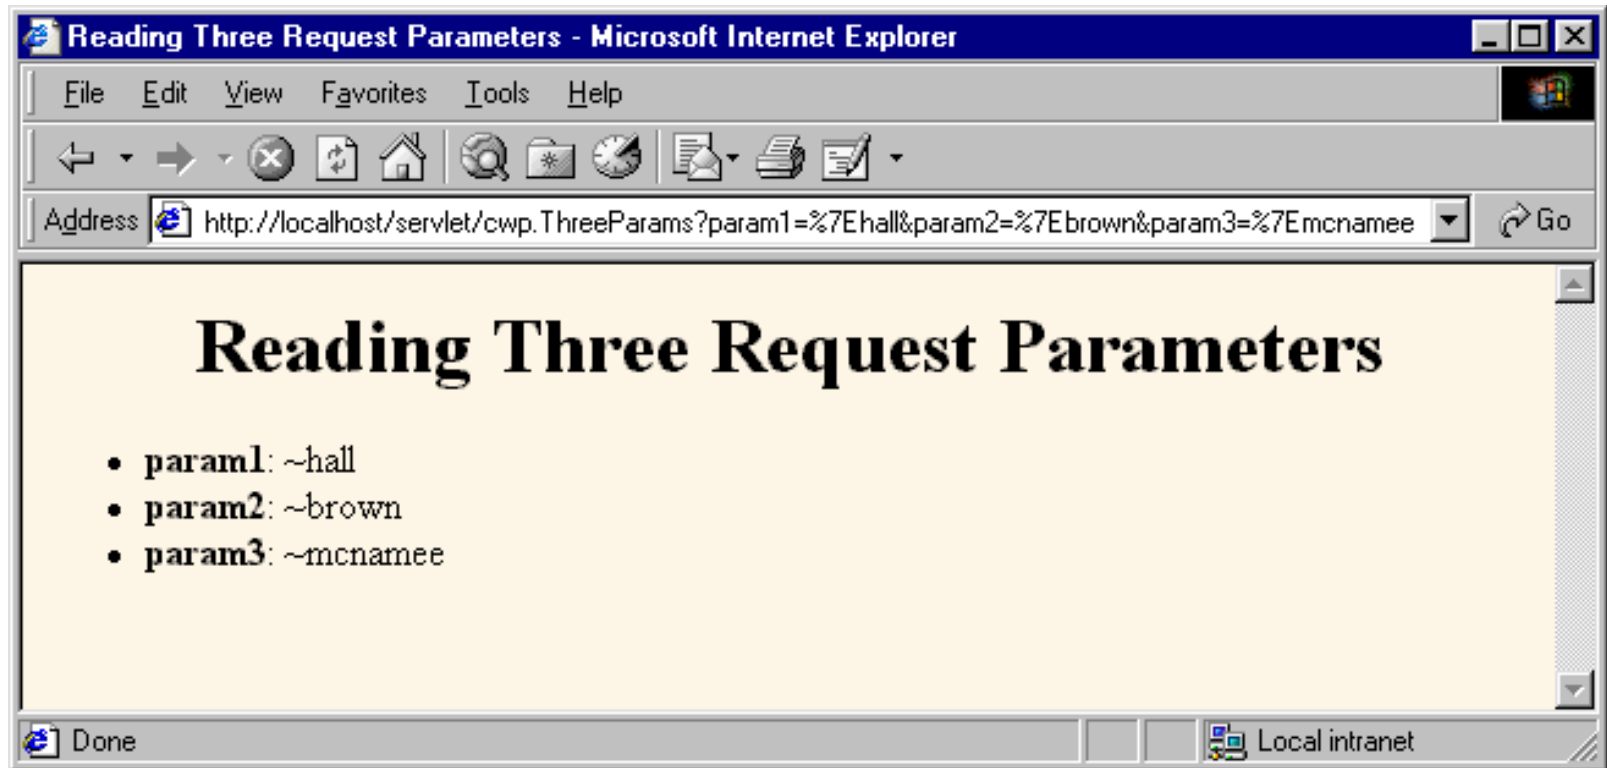 Reading Three Request Parameters - Microsoft Internet Explorer
File Edit View Favorites Tools Help
Address http://localhost/servlet/cwp.ThreeParams?param1=%7Ehall&param2=%7Ebrown&param3=%7Emcnamee Go
Reading Three Request Parameters
• param1: ~hall
• param2: ~brown
• param3: ~mcnamee
Done Local intranet